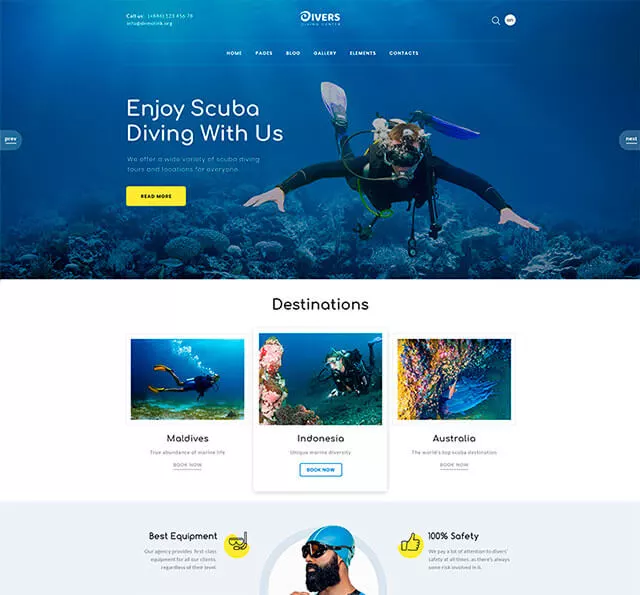 Call us: (+844) 123 456 78
info@demolink.org
DIVERS
DIVING CENTER
HOME PAGES BLOG GALLERY ELEMENTS CONTACTS
Enjoy Scuba
Diving With Us
We offer a wide variety of scuba diving
tours and locations for everyone.
READ MORE
prev
next
Destinations
Maldives
True abundance of marine life
BOOK NOW
Indonesia
Unique marine diversity
BOOK NOW
Australia
The world's top scuba destination
BOOK NOW
Best Equipment
Our agency provides first-class
equipment for all our clients,
regardless of their level.
100% Safety
We pay a lot of attention to divers'
safety at all times, as there's always
some risk involved in it.